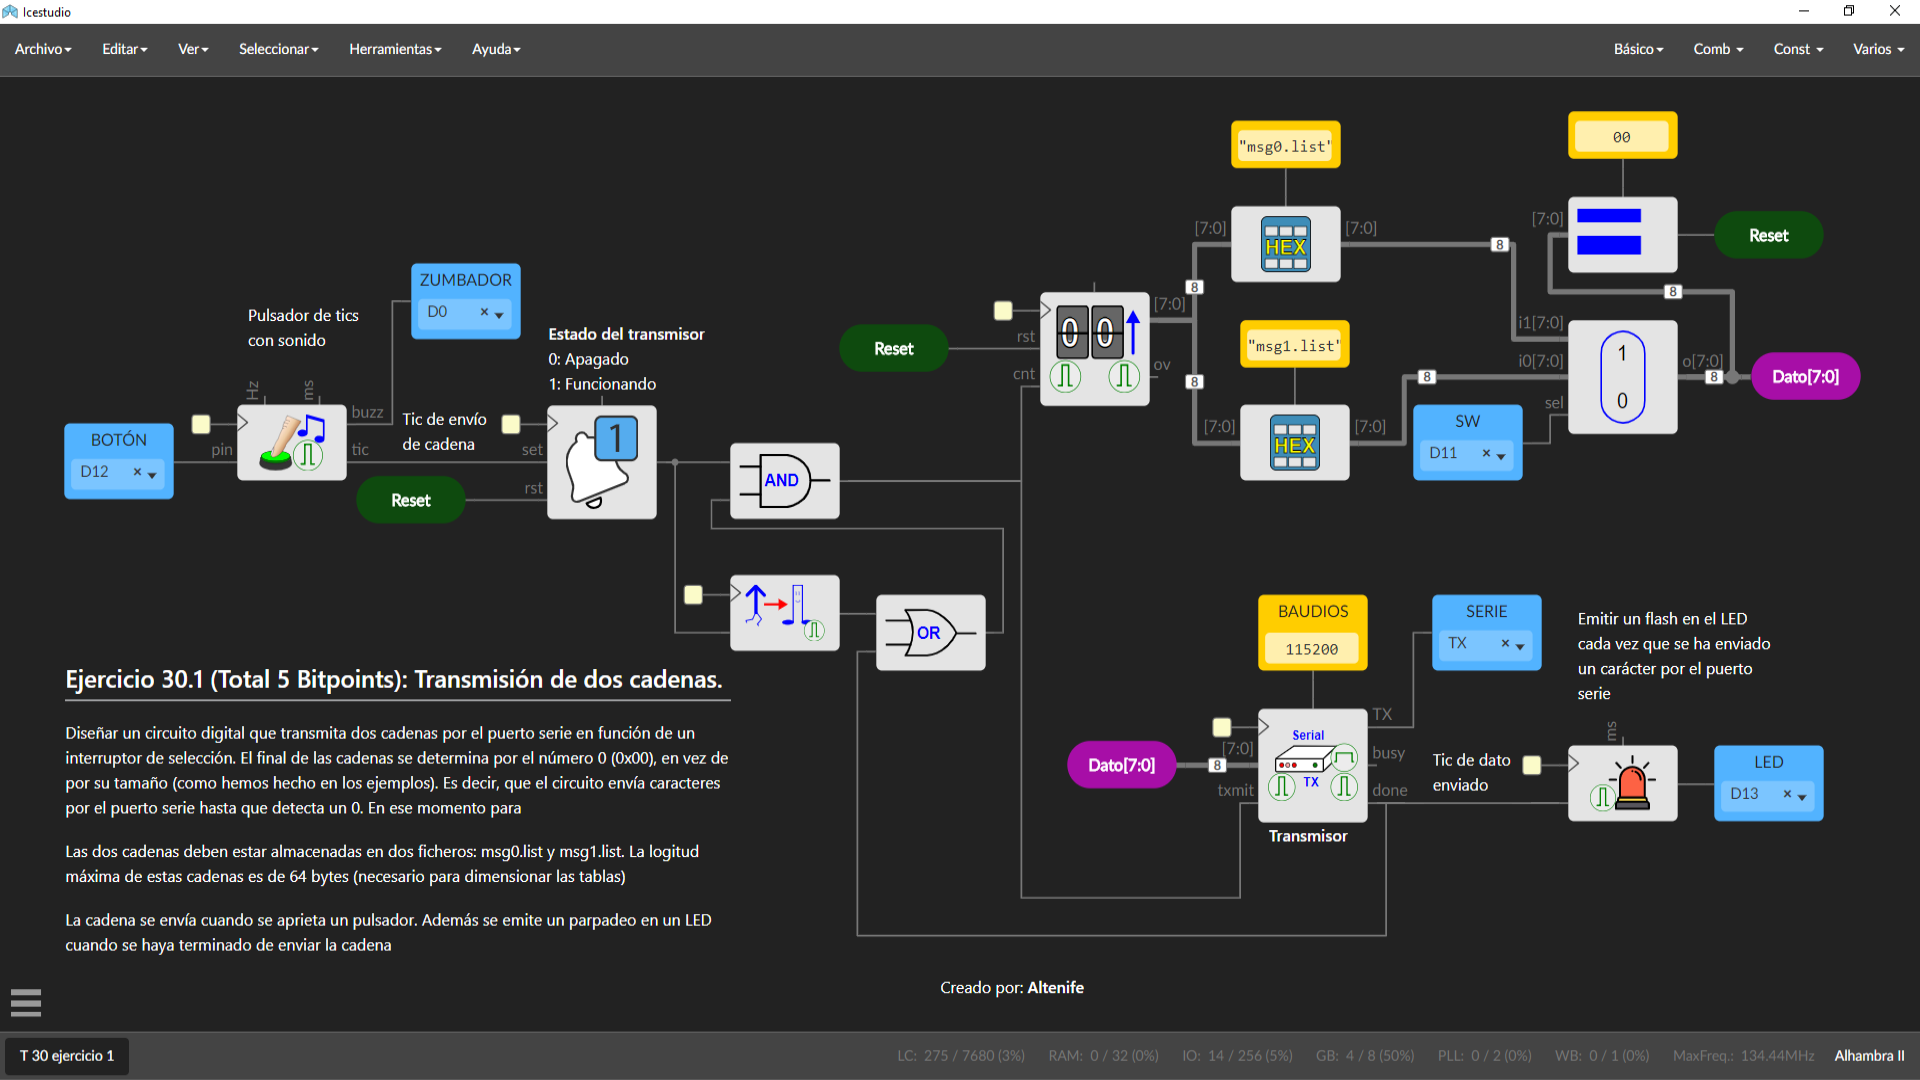 Icestudio
Archivo Editar Ver Seleccionar Herramientas Ayuda Básico Comb Const Varios
"msg0.list"
00
[7:0] HEX [7:0]
[7:0]
Reset
8
8
8
ZUMBADOR
D0 ×
Pulsador de tics
con sonido
Estado del transmisor
0: Apagado
1: Funcionando
Reset
rst
cnt
0 0
[7:0]
ov
"msg1.list"
i1[7:0]
i0[7:0]
sel
1
0
o[7:0]
8
Dato[7:0]
8
8
Hz
ms
buzz
pin
tic
BOTÓN
D12 ×
Tic de envío
de cadena
set
rst
1
Reset
AND
[7:0] HEX [7:0]
SW
D11 ×
OR
BAUDIOS
115200
SERIE
TX ×
Emitir un flash en el LED
cada vez que se ha enviado
un carácter por el puerto
serie
Ejercicio 30.1 (Total 5 Bitpoints): Transmisión de dos cadenas.
Diseñar un circuito digital que transmita dos cadenas por el puerto serie en función de un
interruptor de selección. El final de las cadenas se determina por el número 0 (0x00), en vez de
por su tamaño (como hemos hecho en los ejemplos). Es decir, que el circuito envía caracteres
por el puerto serie hasta que detecta un 0. En ese momento para
Las dos cadenas deben estar almacenadas en dos ficheros: msg0.list y msg1.list. La logitud
máxima de estas cadenas es de 64 bytes (necesario para dimensionar las tablas)
La cadena se envía cuando se aprieta un pulsador. Además se emite un parpadeo en un LED
cuando se haya terminado de enviar la cadena
Dato[7:0]
8
[7:0]
txmit
Serial
TX
TX
busy
done
Transmisor
Tic de dato
enviado
ms
LED
D13 ×
Creado por: Altenife
T 30 ejercicio 1
LC: 275 / 7680 (3%) RAM: 0 / 32 (0%) IO: 14 / 256 (5%) GB: 4 / 8 (50%) PLL: 0 / 2 (0%) WB: 0 / 1 (0%) MaxFreq.: 134.44MHz Alhambra II